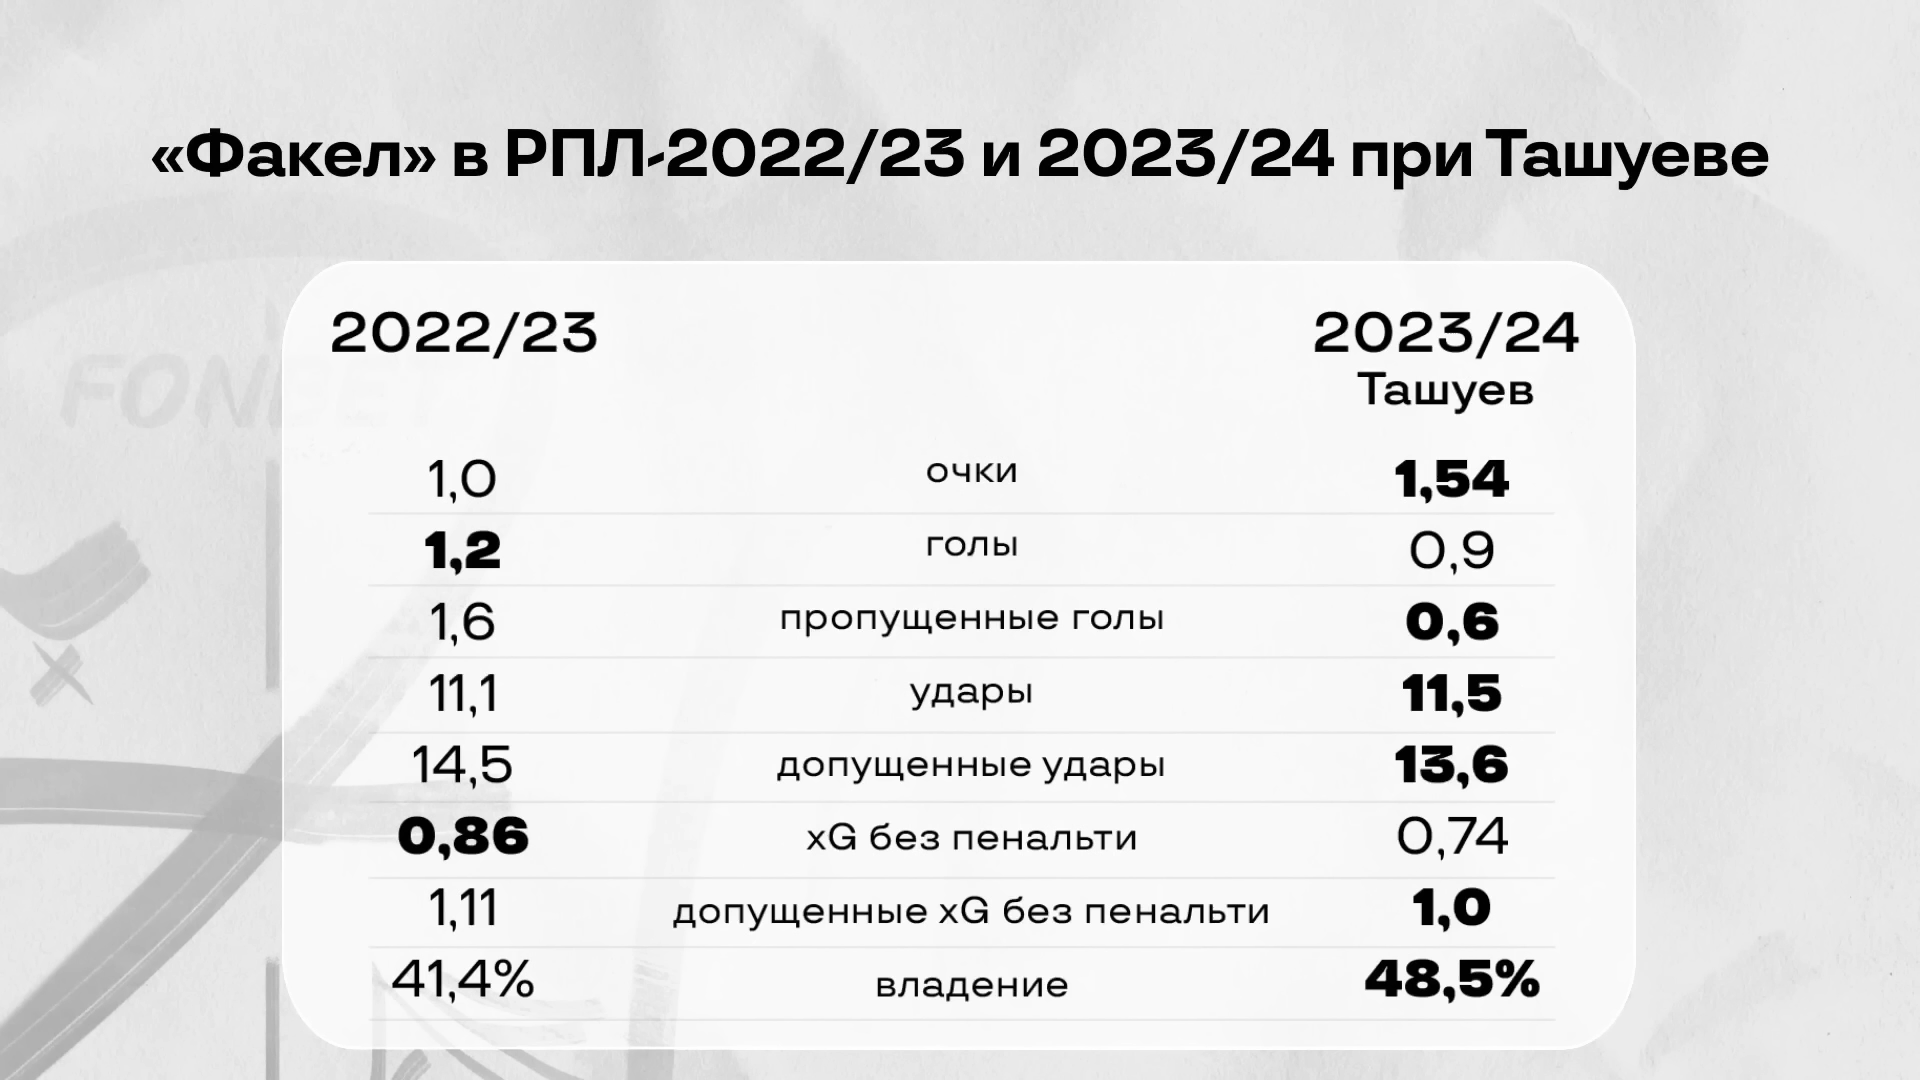 «Факел» в РПЛ-2022/23 и 2023/24 при Ташуеве
2022/23 2023/24
Ташуев
1,0 очки 1,54
1,2 голы 0,9
1,6 пропущенные голы 0,6
11,1 удары 11,5
14,5 допущенные удары 13,6
0,86 xG без пенальти 0,74
1,11 допущенные xG без пенальти 1,0
41,4% владение 48,5%
FONBET